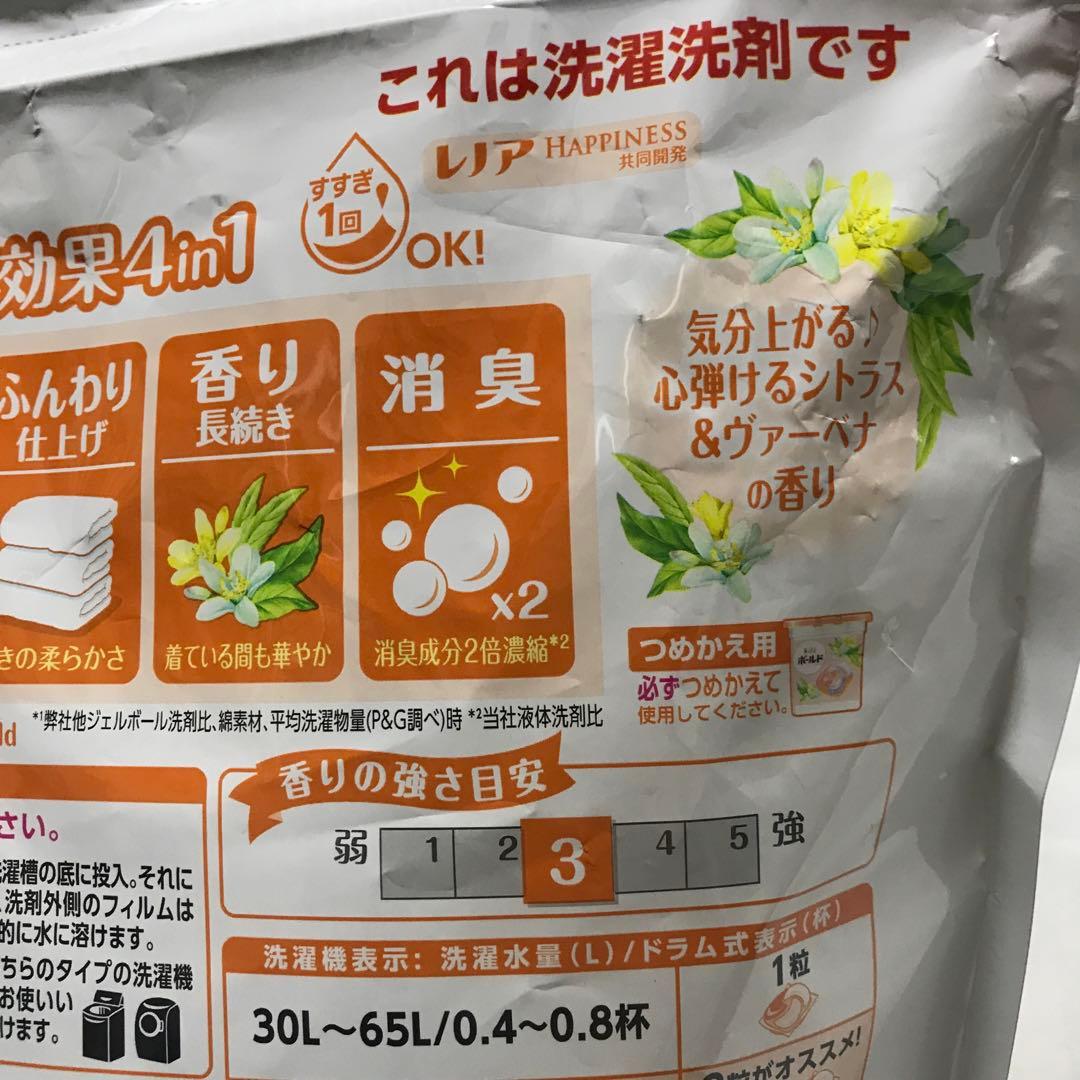 これは洗濯洗剤です
レノア HAPPINESS
共同開発
すすぎ
1回
OK!
効果4in1
ふんわり
仕上げ
きの柔らかさ
香り
長続き
着ている間も華やか
消臭
x2
消臭成分2倍濃縮*2
気分上がる♪
心弾けるシトラス
&ヴァーベナ
の香り
つめかえ用
必ずつめかえて
使用してください。
ボールド
*1弊社他ジェルボール洗剤比、綿素材、平均洗濯物量(P&G調べ)時 *2当社液体洗剤比
ld
香りの強さ目安
弱 1 2 3 4 5 強
さい。
洗濯槽の底に投入。それに
洗剤外側のフィルムは
的に水に溶けます。
ちらのタイプの洗濯機
お使いい
けます。
洗濯機表示: 洗濯水量(L)/ドラム式表示(杯)
30L〜65L/0.4〜0.8杯
1粒
粒がオススメ!